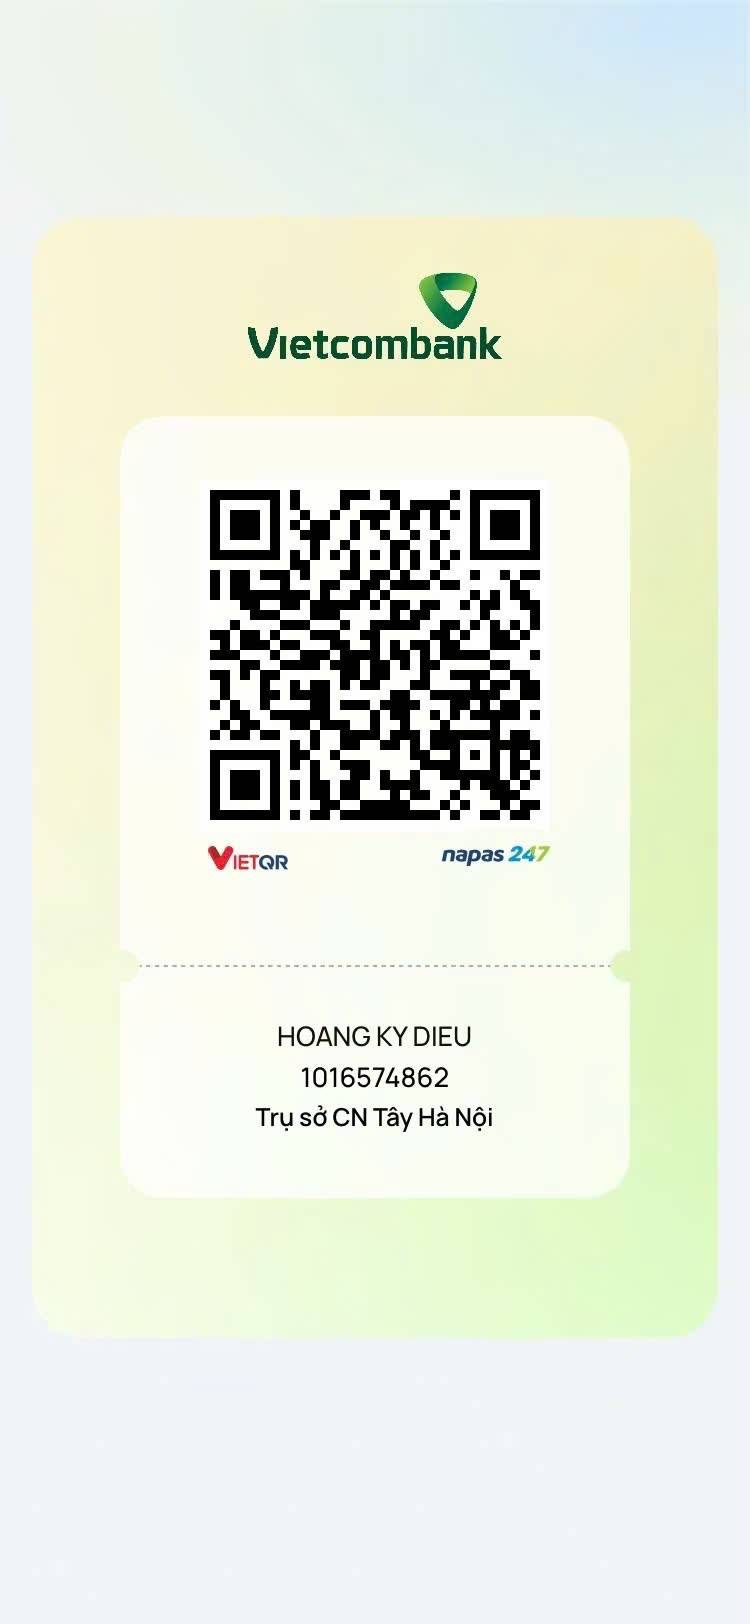 Vietcombank
VIETQR
napas 247
HOANG KY DIEU
1016574862
Trụ sở CN Tây Hà Nội